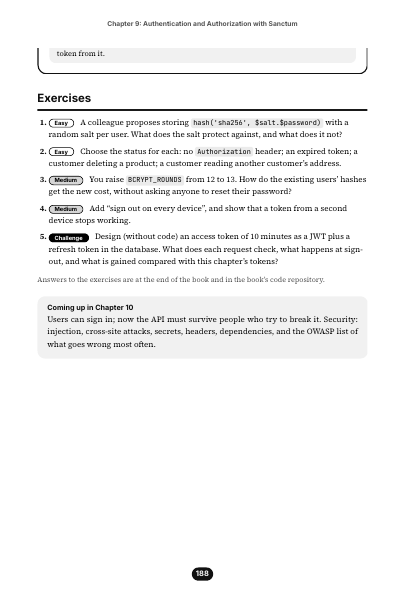 Chapter 9: Authentication and Authorization with Sanctum
token from it.
Exercises
1. Easy A colleague proposes storing hash('sha256', $salt.$password) with a
random salt per user. What does the salt protect against, and what does it not?
2. Easy Choose the status for each: no Authorization header; an expired token; a
customer deleting a product; a customer reading another customer’s address.
3. Medium You raise BCRYPT_ROUNDS from 12 to 13. How do the existing users’ hashes
get the new cost, without asking anyone to reset their password?
4. Medium Add “sign out on every device”, and show that a token from a second
device stops working.
5. Challenge Design (without code) an access token of 10 minutes as a JWT plus a
refresh token in the database. What does each request check, what happens at sign-
out, and what is gained compared with this chapter’s tokens?
Answers to the exercises are at the end of the book and in the book’s code repository.
Coming up in Chapter 10
Users can sign in; now the API must survive people who try to break it. Security:
injection, cross-site attacks, secrets, headers, dependencies, and the OWASP list of
what goes wrong most often.
188